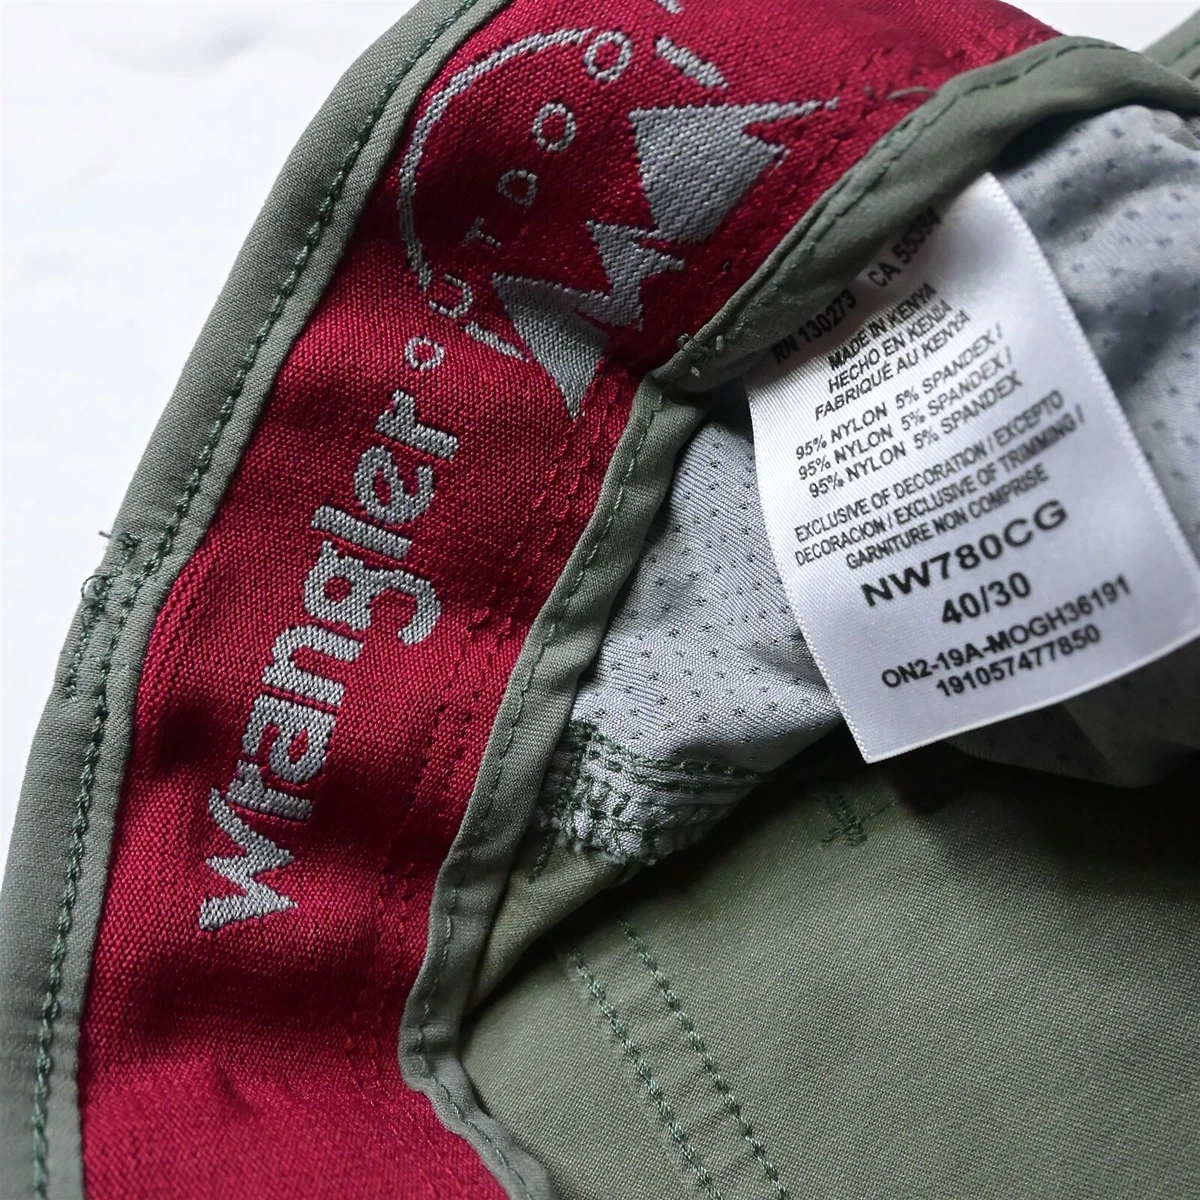 wrangler
OUTDOO
RN 130273 CA 55394
MADE IN KENYA
HECHO EN KENIA
FABRIQUÉ AU KENYA
95% NYLON 5% SPANDEX /
95% NYLON 5% SPANDEX /
95% NYLON 5% SPANDEX
EXCLUSIVE OF DECORATION / EXCEPTO
DECORACION / EXCLUSIVE OF TRIMMING /
GARNITURE NON COMPRISE
NW780CG
40/30
ON2-19A-MOGH36191
191057477850